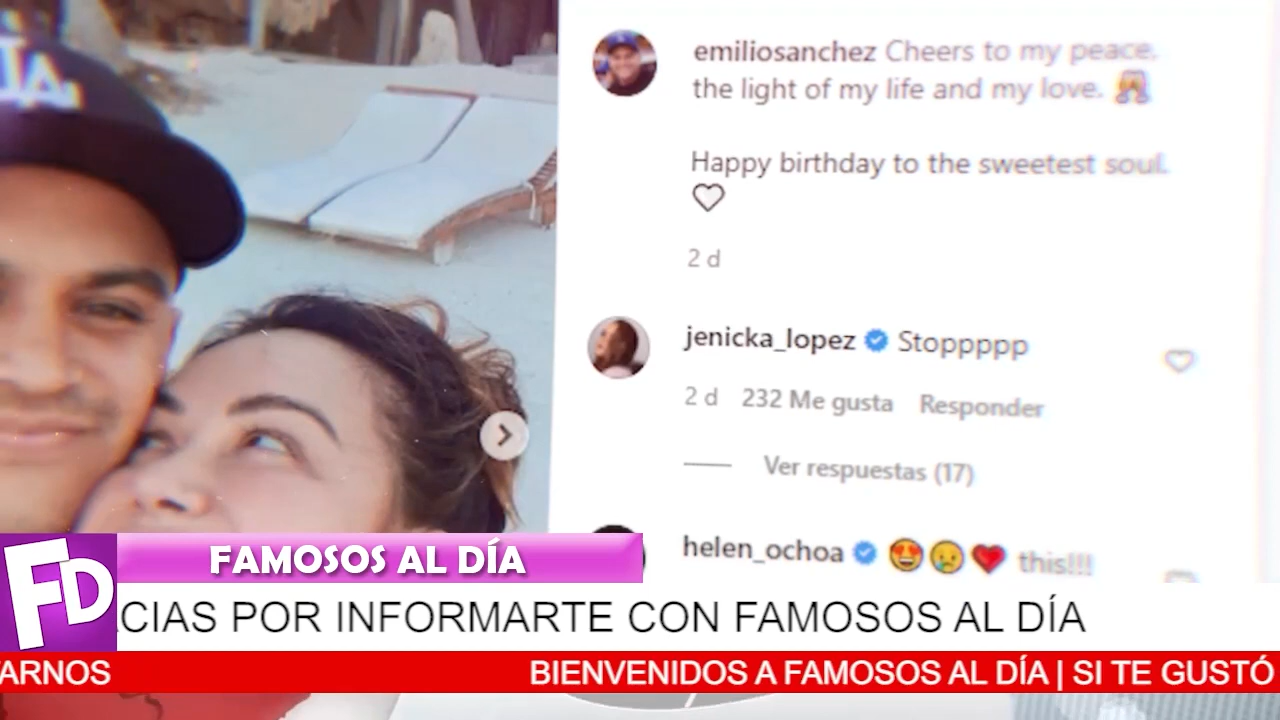 emiliosanchez Cheers to my peace,
the light of my life and my love.
Happy birthday to the sweetest soul.
2 d
jenicka_lopez Stoppppp
2 d 232 Me gusta Responder
Ver respuestas (17)
helen_ochoa this!!!
FD
FAMOSOS AL DÍA
CIAS POR INFORMARTE CON FAMOSOS AL DÍA
TARNOS BIENVENIDOS A FAMOSOS AL DÍA | SI TE GUSTÓ